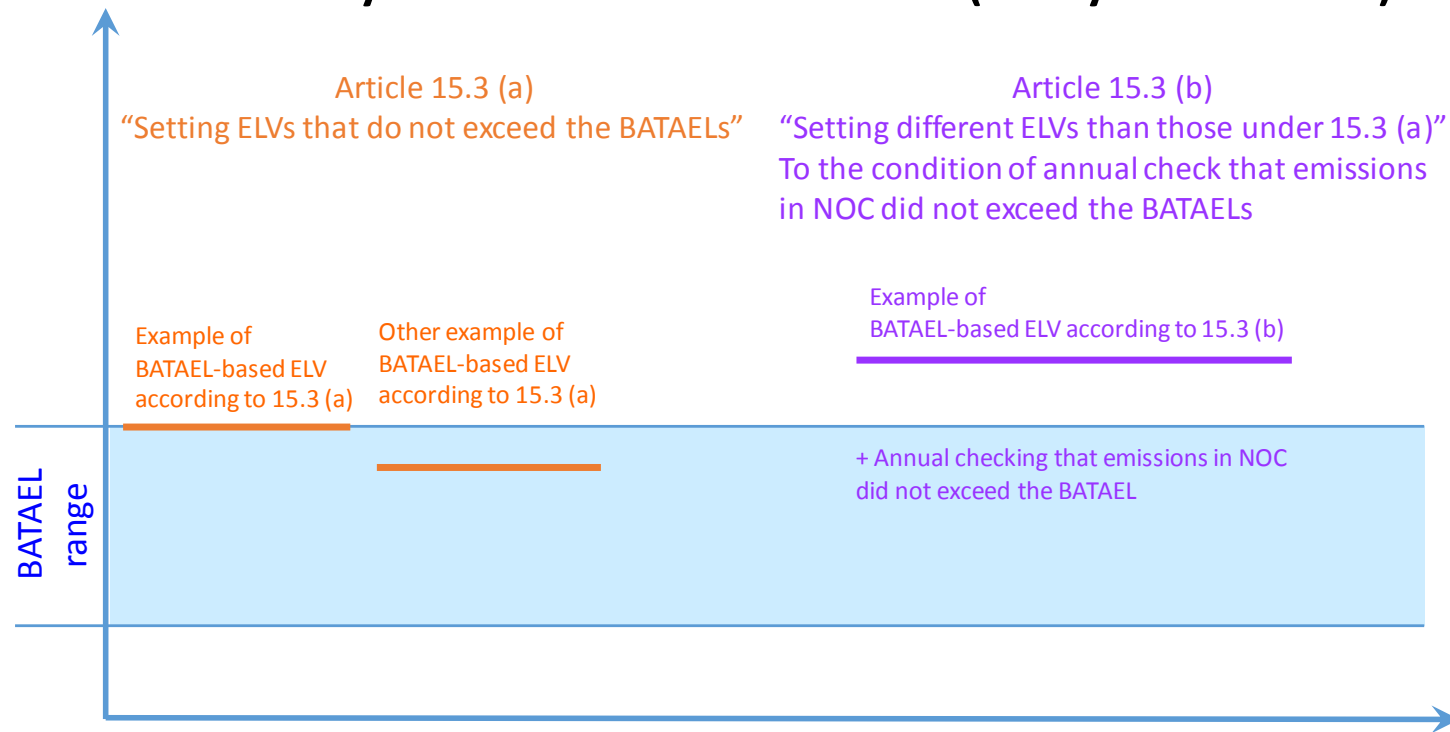 Article 15.3 (a)
“Setting ELVs that do not exceed the BATAELs”
Article 15.3 (b)
“Setting different ELVs than those under 15.3 (a)”
To the condition of annual check that emissions
in NOC did not exceed the BATAELs
Example of
BATAEL-based ELV
according to 15.3 (a)
Other example of
BATAEL-based ELV
according to 15.3 (a)
Example of
BATAEL-based ELV according to 15.3 (b)
+ Annual checking that emissions in NOC
did not exceed the BATAEL
BATAEL
range